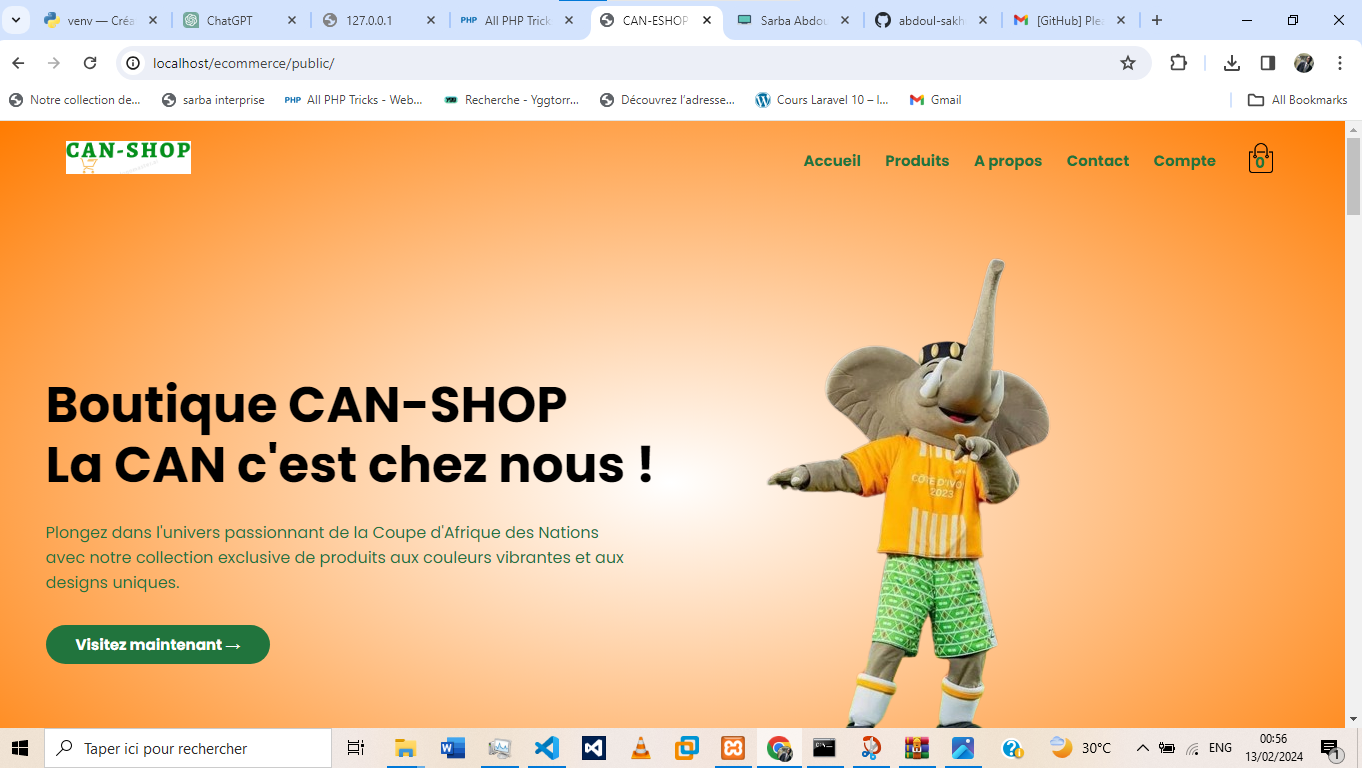 venv — Créa
ChatGPT
127.0.0.1
PHP All PHP Trick
CAN-ESHOP
Sarba Abdou
abdoul-sakh
[GitHub] Plea
localhost/ecommerce/public/
Notre collection de...
sarba interprise
PHP All PHP Tricks - Web...
Recherche - Yggtorr...
Découvrez l'adresse...
Cours Laravel 10 – l...
Gmail
All Bookmarks
CAN-SHOP
Accueil
Produits
A propos
Contact
Compte
0
Boutique CAN-SHOP
La CAN c'est chez nous !
CÔTE D'IVOIRE
2023
Plongez dans l'univers passionnant de la Coupe d'Afrique des Nations
avec notre collection exclusive de produits aux couleurs vibrantes et aux
designs uniques.
Visitez maintenant →
Taper ici pour rechercher
30°C
ENG
00:56
13/02/2024
1